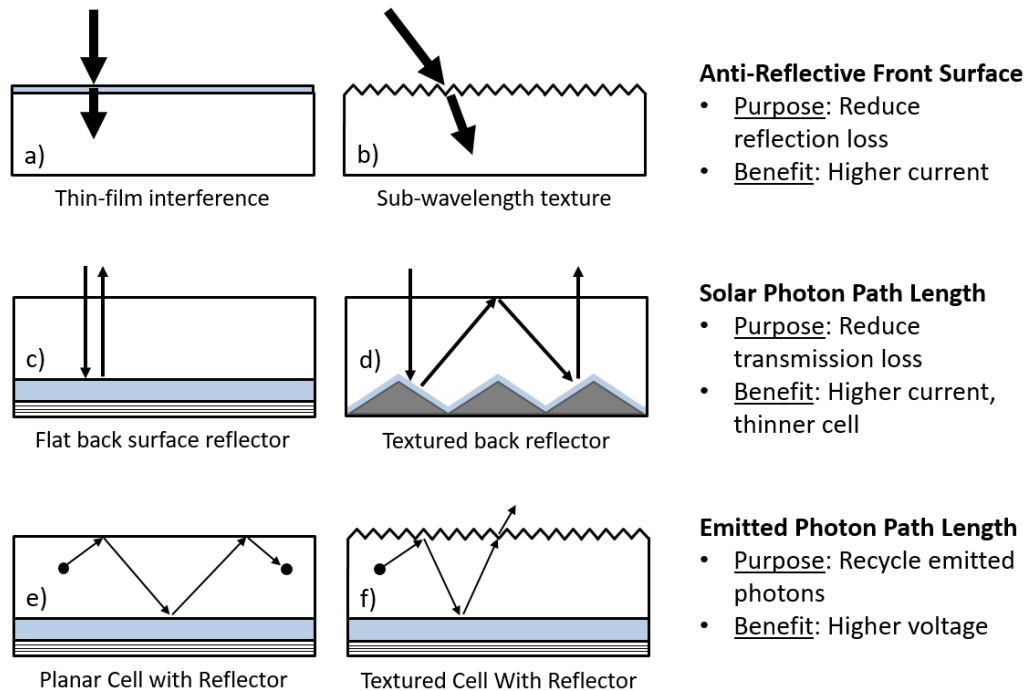 a)
Thin-film interference
b)
Sub-wavelength texture
Anti-Reflective Front Surface
• Purpose: Reduce
reflection loss
• Benefit: Higher current
c)
Flat back surface reflector
d)
Textured back reflector
Solar Photon Path Length
• Purpose: Reduce
transmission loss
• Benefit: Higher current,
thinner cell
e)
Planar Cell with Reflector
f)
Textured Cell With Reflector
Emitted Photon Path Length
• Purpose: Recycle emitted
photons
• Benefit: Higher voltage